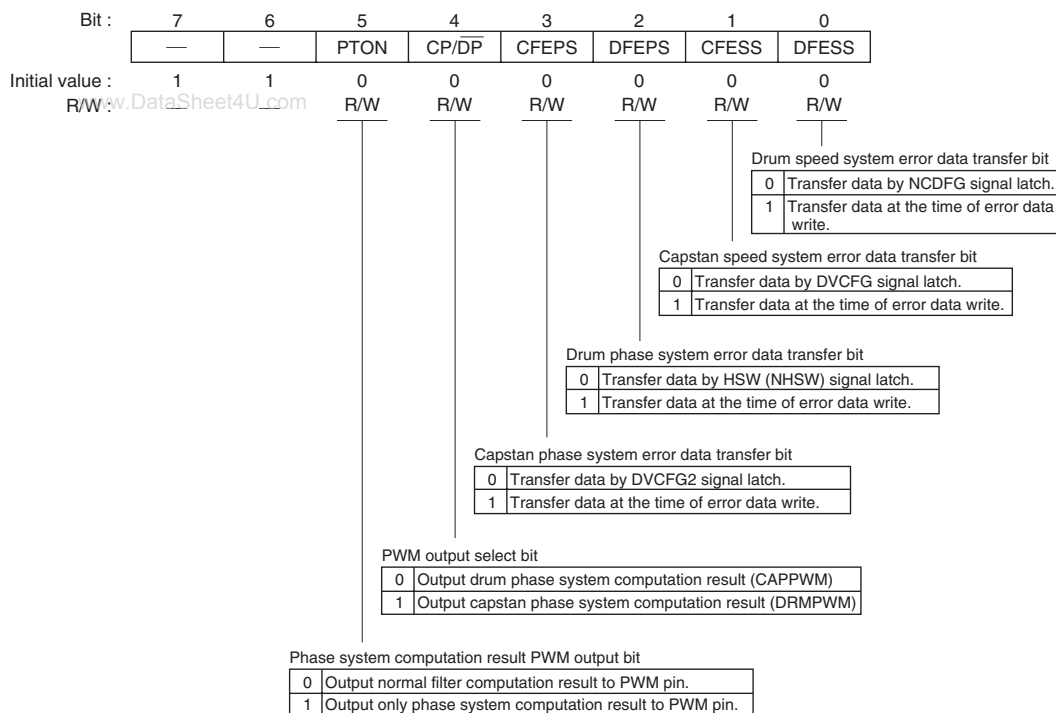 Bit : 7 6 5 4 3 2 1 0
— — PTON CP/DP CFEPS DFEPS CFESS DFESS
Initial value : 1 1 0 0 0 0 0 0
R/W : — — R/W R/W R/W R/W R/W R/W
www.DataSheet4U.com
Drum speed system error data transfer bit
0 Transfer data by NCDFG signal latch.
1 Transfer data at the time of error data
write.
Capstan speed system error data transfer bit
0 Transfer data by DVCFG signal latch.
1 Transfer data at the time of error data write.
Drum phase system error data transfer bit
0 Transfer data by HSW (NHSW) signal latch.
1 Transfer data at the time of error data write.
Capstan phase system error data transfer bit
0 Transfer data by DVCFG2 signal latch.
1 Transfer data at the time of error data write.
PWM output select bit
0 Output drum phase system computation result (CAPPWM)
1 Output capstan phase system computation result (DRMPWM)
Phase system computation result PWM output bit
0 Output normal filter computation result to PWM pin.
1 Output only phase system computation result to PWM pin.